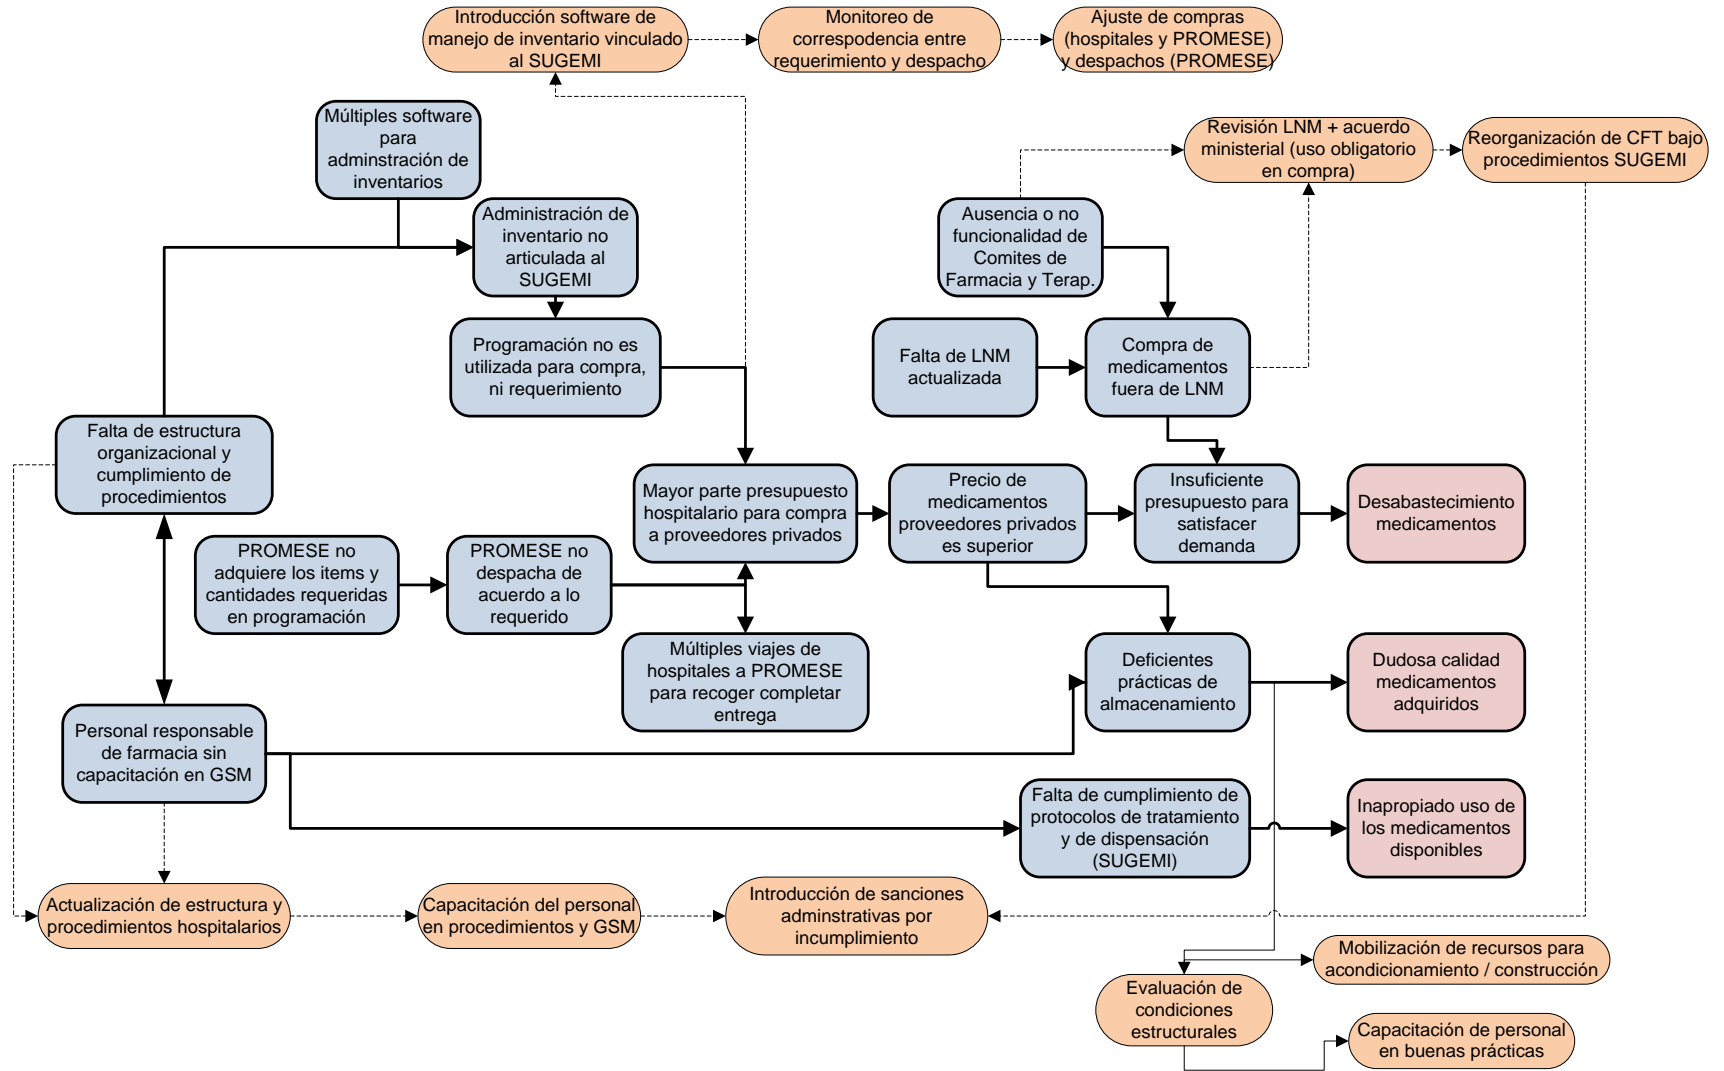 Introducción software de
manejo de inventario vinculado
al SUGEMI
Monitoreo de
correspodencia entre
requerimiento y despacho
Ajuste de compras
(hospitales y PROMESE)
y despachos (PROMESE)
Múltiples software
para
adminstración de
inventarios
Revisión LNM + acuerdo
ministerial (uso obligatorio
en compra)
Reorganización de CFT bajo
procedimientos SUGEMI
Administración de
inventario no
articulada al
SUGEMI
Ausencia o no
funcionalidad de
Comites de
Farmacia y Terap.
Programación no es
utilizada para compra,
ni requerimiento
Falta de LNM
actualizada
Compra de
medicamentos
fuera de LNM
Falta de estructura
organizacional y
cumplimiento de
procedimientos
Mayor parte presupuesto
hospitalario para compra
a proveedores privados
Precio de
medicamentos
proveedores privados
es superior
Insuficiente
presupuesto para
satisfacer
demanda
Desabastecimiento
medicamentos
PROMESE no
adquiere los items y
cantidades requeridas
en programación
PROMESE no
despacha de
acuerdo a lo
requerido
Múltiples viajes de
hospitales a PROMESE
para recoger completar
entrega
Deficientes
prácticas de
almacenamiento
Dudosa calidad
medicamentos
adquiridos
Personal responsable
de farmacia sin
capacitación en GSM
Falta de cumplimiento de
protocolos de tratamiento
y de dispensación
(SUGEMI)
Inapropiado uso de
los medicamentos
disponibles
Actualización de estructura y
procedimientos hospitalarios
Capacitación del personal
en procedimientos y GSM
Introducción de sanciones
adminstrativas por
incumplimiento
Mobilización de recursos para
acondicionamiento / construcción
Evaluación de
condiciones
estructurales
Capacitación de personal
en buenas prácticas